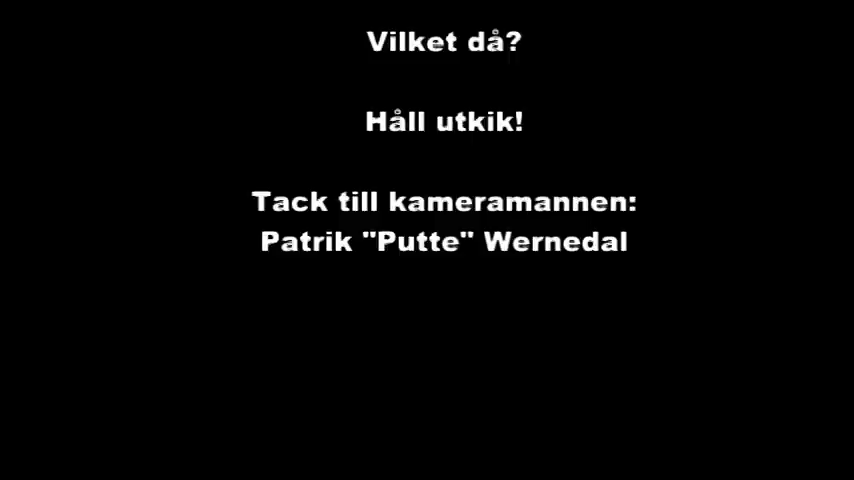 Vilket då?
Håll utkik!
Tack till kameramannen:
Patrik "Putte" Wernedal